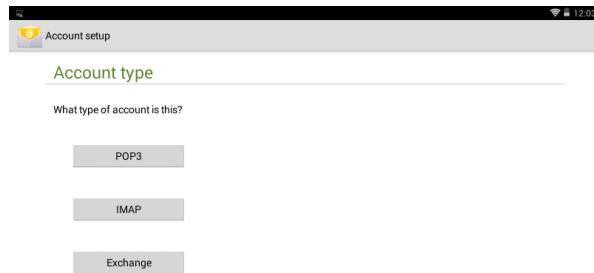 12:03
Account setup
Account type
What type of account is this?
POP3
IMAP
Exchange